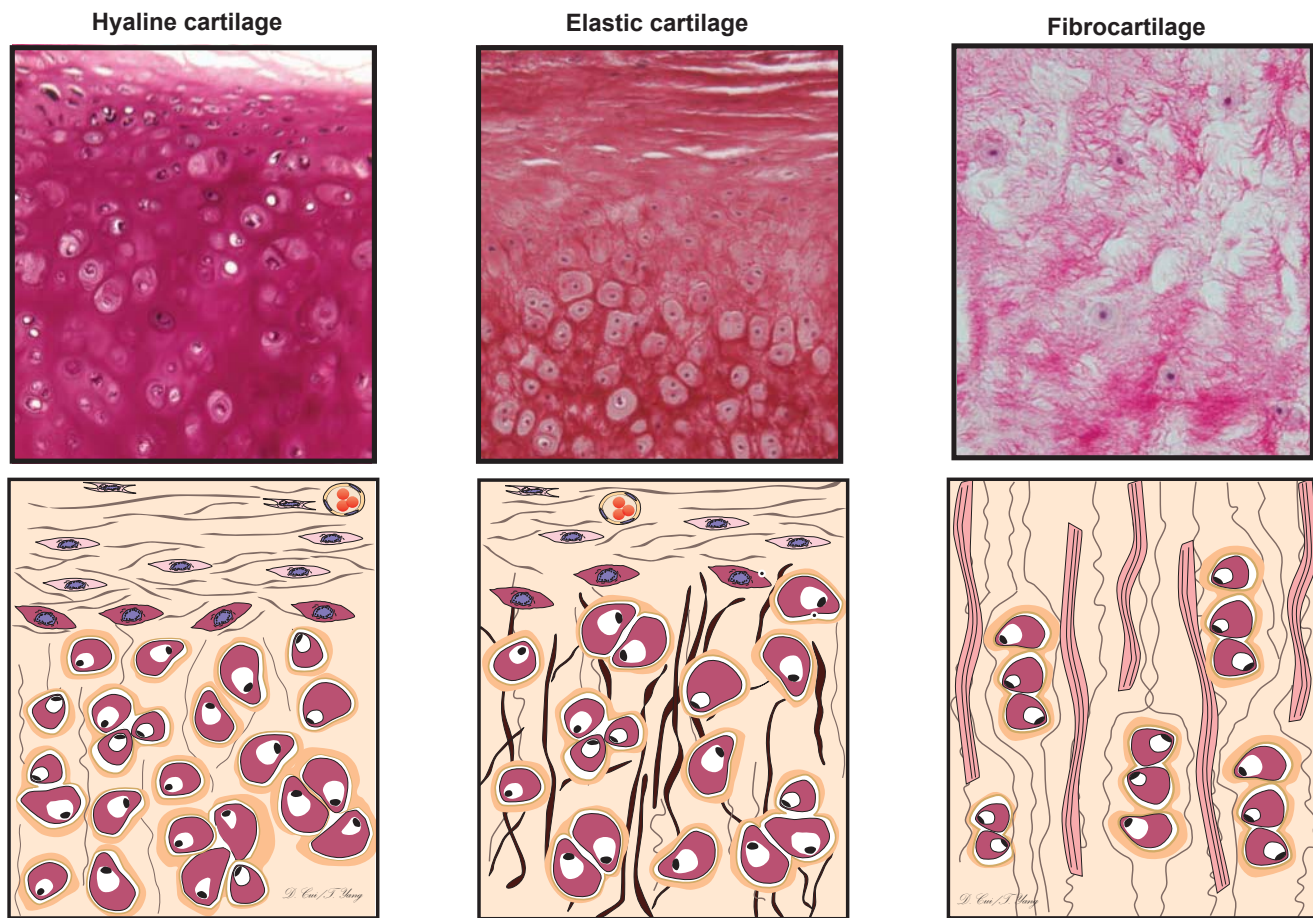 Hyaline cartilage
Elastic cartilage
Fibrocartilage
D. Cui/T. Yang
D. Cui/T. Yang